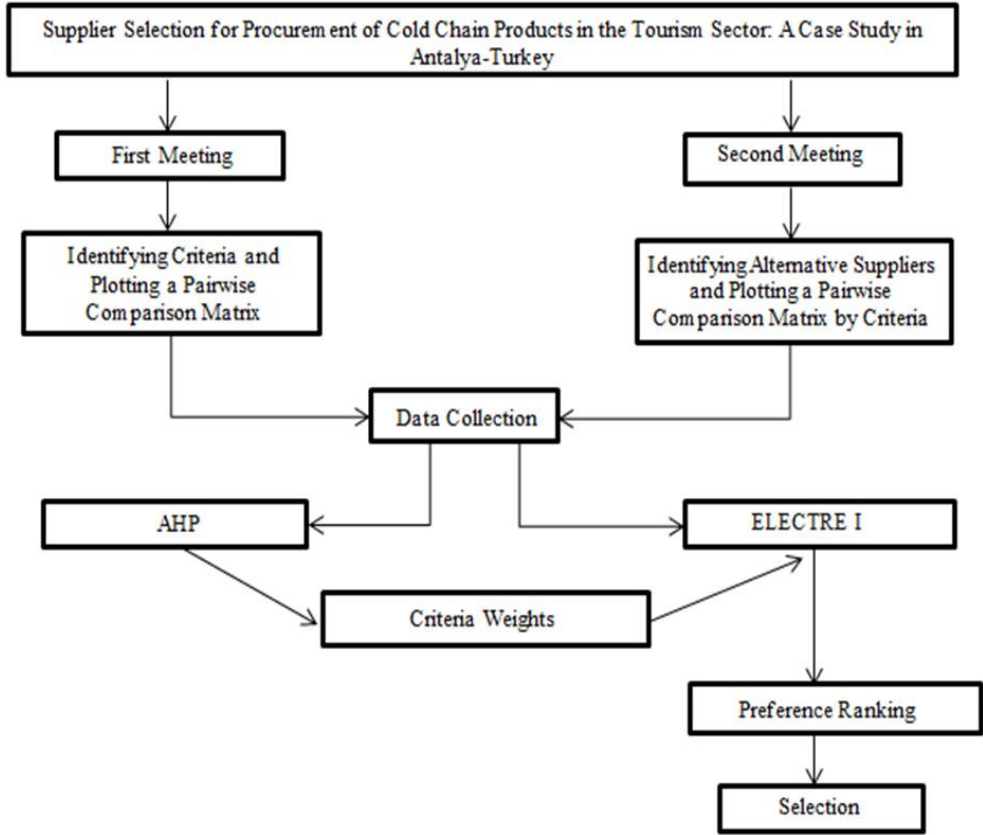 Supplier Selection for Procurement of Cold Chain Products in the Tourism Sector: A Case Study in
Antalya-Turkey
First Meeting
Second Meeting
Identifying Criteria and
Plotting a Pairwise
Comparison Matrix
Identifying Alternative Suppliers
and Plotting a Pairwise
Comparison Matrix by Criteria
Data Collection
AHP
ELECTRE I
Criteria Weights
Preference Ranking
Selection